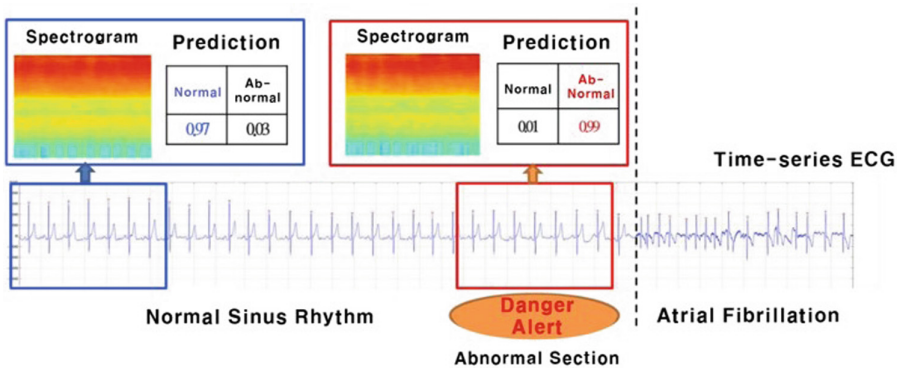 Spectrogram
Prediction
Normal
Ab-
normal
0.97
0.03
Spectrogram
Prediction
Normal
Ab-
Normal
0.01
0.99
Time-series ECG
Normal Sinus Rhythm
Danger
Alert
Abnormal Section
Atrial Fibrillation